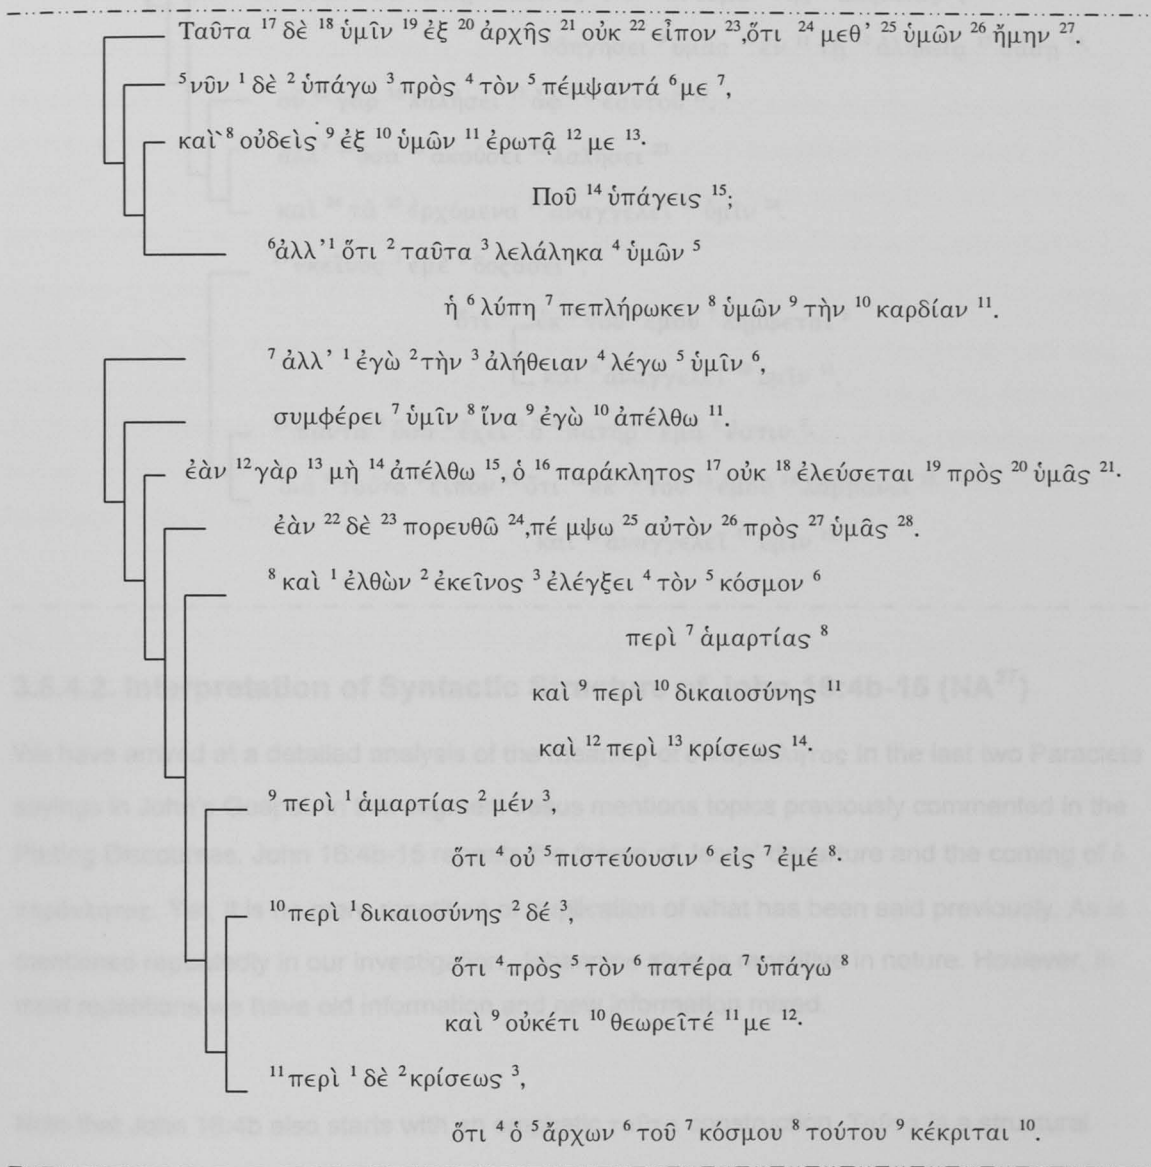 Ταῦτα 17 δὲ 18 ὑμῖν 19 ἐξ 20 ἀρχῆς 21 οὐκ 22 εἶπον 23,ὅτι 24 μεθ’ 25 ὑμῶν 26 ἤμην 27.
5 νῦν 1 δὲ 2 ὑπάγω 3 πρὸς 4 τὸν 5 πέμψαντά 6 με 7,
καὶ 8 οὐδεὶς 9 ἐξ 10 ὑμῶν 11 ἐρωτᾷ 12 με 13·
Ποῦ 14 ὑπάγεις 15;
6 ἀλλ’ 1 ὅτι 2 ταῦτα 3 λελάληκα 4 ὑμῶν 5
ἡ 6 λύπη 7 πεπλήρωκεν 8 ὑμῶν 9 τὴν 10 καρδίαν 11.
7 ἀλλ’ 1 ἐγὼ 2 τὴν 3 ἀλήθειαν 4 λέγω 5 ὑμῖν 6,
συμφέρει 7 ὑμῖν 8 ἵνα 9 ἐγὼ 10 ἀπέλθω 11.
ἐὰν 12 γὰρ 13 μὴ 14 ἀπέλθω 15, ὁ 16 παράκλητος 17 οὐκ 18 ἐλεύσεται 19 πρὸς 20 ὑμᾶς 21·
ἐὰν 22 δὲ 23 πορευθῶ 24,πέ μψω 25 αὐτὸν 26 πρὸς 27 ὑμᾶς 28.
8 καὶ 1 ἐλθὼν 2 ἐκεῖνος 3 ἐλέγξει 4 τὸν 5 κόσμον 6
περὶ 7 ἁμαρτίας 8
καὶ 9 περὶ 10 δικαιοσύνης 11
καὶ 12 περὶ 13 κρίσεως 14·
9 περὶ 1 ἁμαρτίας 2 μέν 3,
ὅτι 4 οὐ 5 πιστεύουσιν 6 εἰς 7 ἐμέ 8·
10 περὶ 1 δικαιοσύνης 2 δέ 3,
ὅτι 4 πρὸς 5 τὸν 6 πατέρα 7 ὑπάγω 8
καὶ 9 οὐκέτι 10 θεωρεῖτέ 11 με 12·
11 περὶ 1 δὲ 2 κρίσεως 3,
ὅτι 4 ὁ 5 ἄρχων 6 τοῦ 7 κόσμου 8 τούτου 9 κέκριται 10.